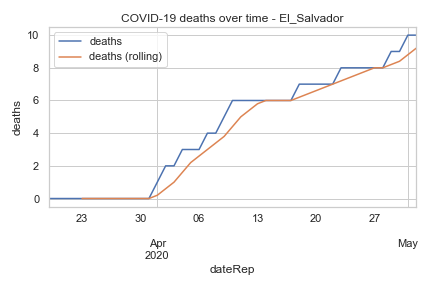 COVID-19 deaths over time - El_Salvador
deaths
deaths (rolling)
10
8
6
4
2
0
deaths
23 30 06 13 20 27
Apr May
2020
dateRep